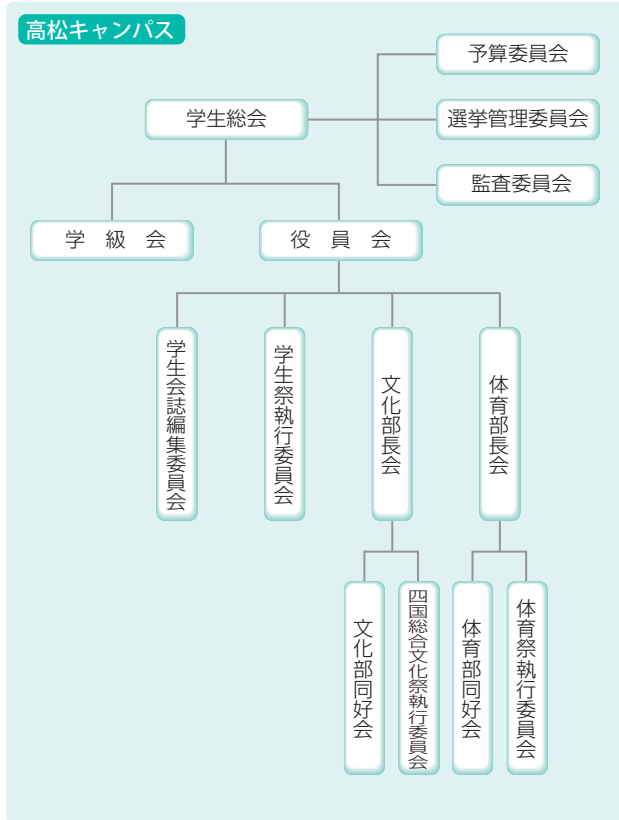 高松キャンパス
予算委員会
学生総会
選挙管理委員会
監査委員会
学級会
役員会
学生会誌編集委員会
学生祭執行委員会
文化部長会
体育部長会
文化部同好会
四国総合文化祭執行委員会
体育部同好会
体育祭執行委員会